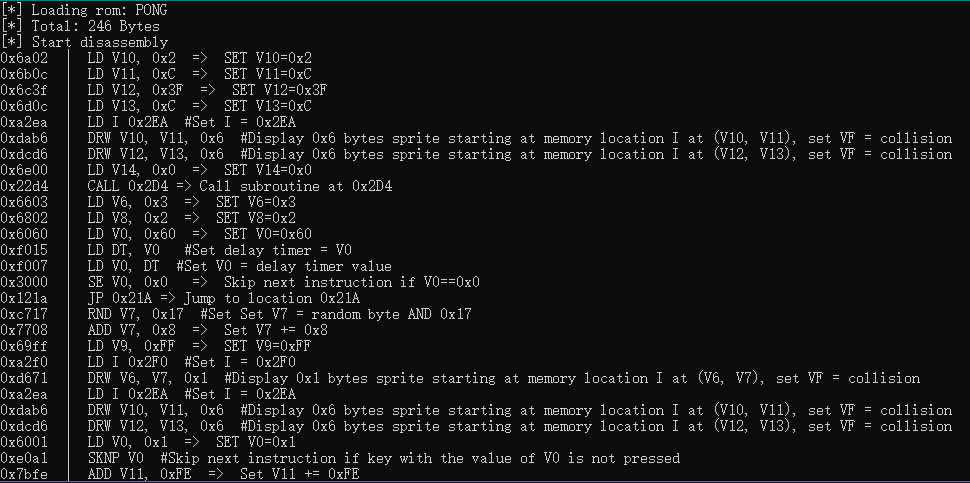 [*] Loading rom: PONG
[*] Total: 246 Bytes
[*] Start disassembly
0x6a02 | LD V10, 0x2 => SET V10=0x2
0x6b0c | LD V11, 0xC => SET V11=0xC
0x6c3f | LD V12, 0x3F => SET V12=0x3F
0x6d0c | LD V13, 0xC => SET V13=0xC
0xa2ea | LD I 0x2EA #Set I = 0x2EA
0xdab6 | DRW V10, V11, 0x6 #Display 0x6 bytes sprite starting at memory location I at (V10, V11), set VF = collision
0xdcd6 | DRW V12, V13, 0x6 #Display 0x6 bytes sprite starting at memory location I at (V12, V13), set VF = collision
0x6e00 | LD V14, 0x0 => SET V14=0x0
0x22d4 | CALL 0x2D4 => Call subroutine at 0x2D4
0x6603 | LD V6, 0x3 => SET V6=0x3
0x6802 | LD V8, 0x2 => SET V8=0x2
0x6060 | LD V0, 0x60 => SET V0=0x60
0xf015 | LD DT, V0 #Set delay timer = V0
0xf007 | LD V0, DT #Set V0 = delay timer value
0x3000 | SE V0, 0x0 => Skip next instruction if V0==0x0
0x121a | JP 0x21A => Jump to location 0x21A
0xc717 | RND V7, 0x17 #Set Set V7 = random byte AND 0x17
0x7708 | ADD V7, 0x8 => Set V7 += 0x8
0x69ff | LD V9, 0xFF => SET V9=0xFF
0xa2f0 | LD I 0x2F0 #Set I = 0x2F0
0xd671 | DRW V6, V7, 0x1 #Display 0x1 bytes sprite starting at memory location I at (V6, V7), set VF = collision
0xa2ea | LD I 0x2EA #Set I = 0x2EA
0xdab6 | DRW V10, V11, 0x6 #Display 0x6 bytes sprite starting at memory location I at (V10, V11), set VF = collision
0xdcd6 | DRW V12, V13, 0x6 #Display 0x6 bytes sprite starting at memory location I at (V12, V13), set VF = collision
0x6001 | LD V0, 0x1 => SET V0=0x1
0xe0a1 | SKNP V0 #Skip next instruction if key with the value of V0 is not pressed
0x7bfe | ADD V11, 0xFE => Set V11 += 0xFE